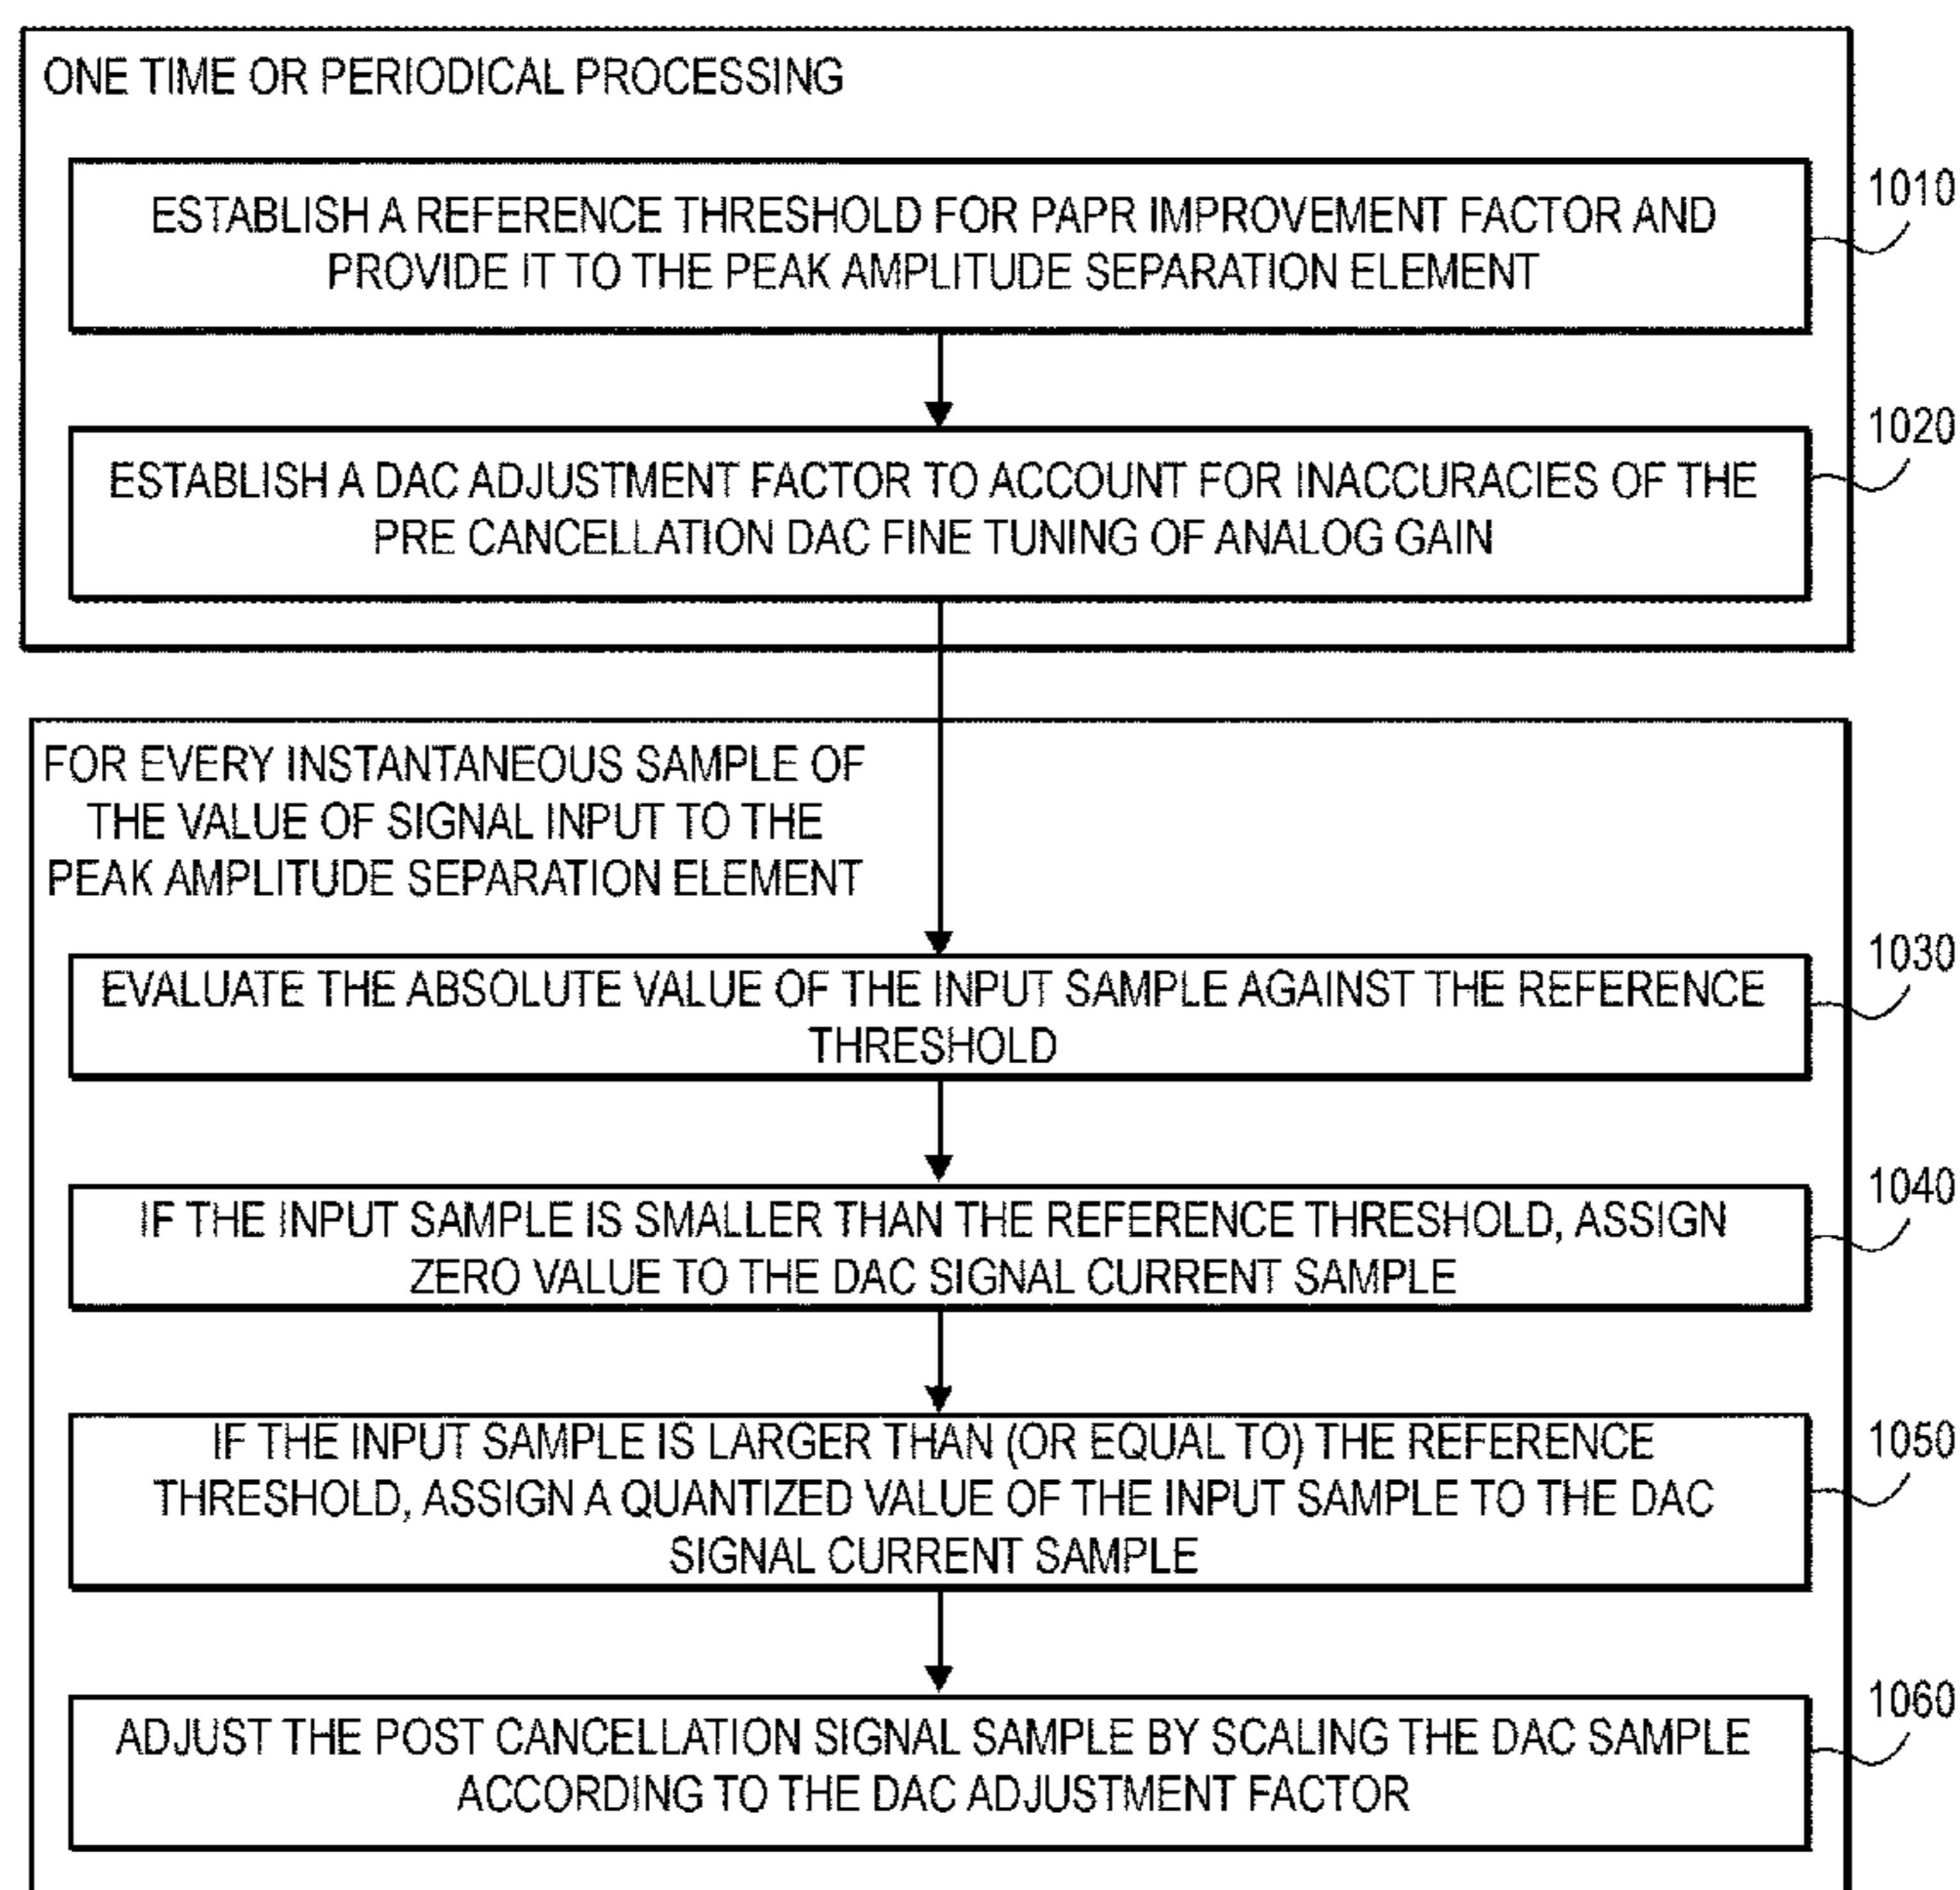 ONE TIME OR PERIODICAL PROCESSING
ESTABLISH A REFERENCE THRESHOLD FOR PAPR IMPROVEMENT FACTOR AND
PROVIDE IT TO THE PEAK AMPLITUDE SEPARATION ELEMENT
1010
ESTABLISH A DAC ADJUSTMENT FACTOR TO ACCOUNT FOR INACCURACIES OF THE
PRE CANCELLATION DAC FINE TUNING OF ANALOG GAIN
1020
FOR EVERY INSTANTANEOUS SAMPLE OF
THE VALUE OF SIGNAL INPUT TO THE
PEAK AMPLITUDE SEPARATION ELEMENT
EVALUATE THE ABSOLUTE VALUE OF THE INPUT SAMPLE AGAINST THE REFERENCE
THRESHOLD
1030
IF THE INPUT SAMPLE IS SMALLER THAN THE REFERENCE THRESHOLD, ASSIGN
ZERO VALUE TO THE DAC SIGNAL CURRENT SAMPLE
1040
IF THE INPUT SAMPLE IS LARGER THAN (OR EQUAL TO) THE REFERENCE
THRESHOLD, ASSIGN A QUANTIZED VALUE OF THE INPUT SAMPLE TO THE DAC
SIGNAL CURRENT SAMPLE
1050
ADJUST THE POST CANCELLATION SIGNAL SAMPLE BY SCALING THE DAC SAMPLE
ACCORDING TO THE DAC ADJUSTMENT FACTOR
1060